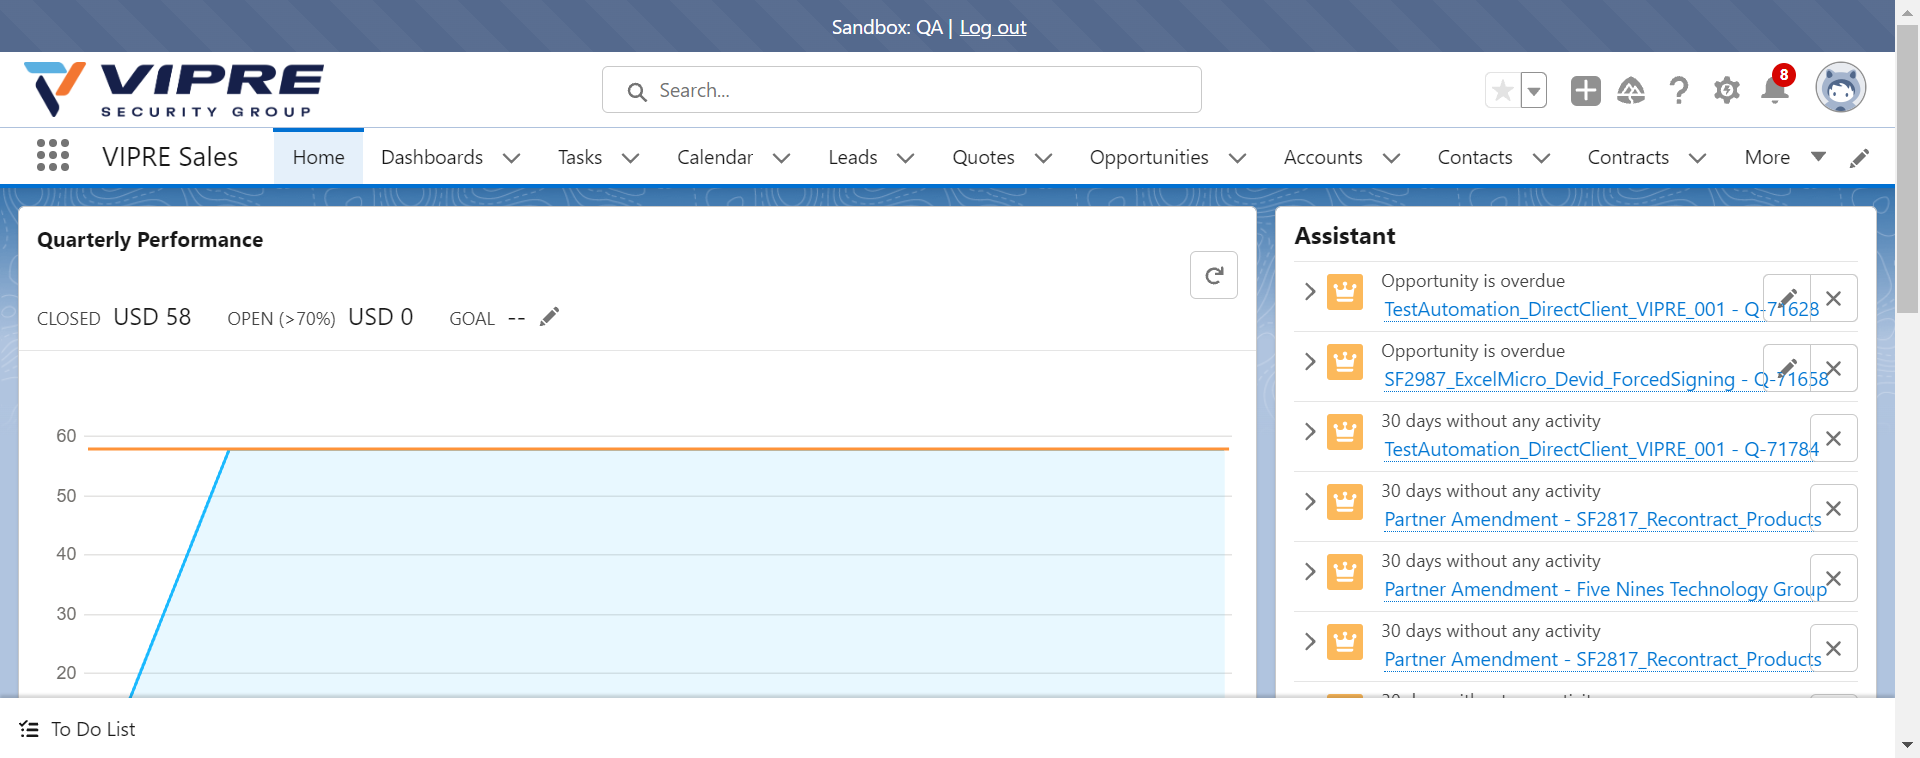 Sandbox: QA | Log out
VIPRE
SECURITY GROUP
Search...
8
VIPRE Sales
Home
Dashboards
Tasks
Calendar
Leads
Quotes
Opportunities
Accounts
Contacts
Contracts
More
Quarterly Performance
CLOSED USD 58 OPEN (>70%) USD 0 GOAL --
60
50
40
30
20
Assistant
Opportunity is overdue
TestAutomation_DirectClient_VIPRE_001 - Q-71628
Opportunity is overdue
SF2987_ExcelMicro_Devid_ForcedSigning - Q-71658
30 days without any activity
TestAutomation_DirectClient_VIPRE_001 - Q-71784
30 days without any activity
Partner Amendment - SF2817_Recontract_Products
30 days without any activity
Partner Amendment - Five Nines Technology Group
30 days without any activity
Partner Amendment - SF2817_Recontract_Products
To Do List